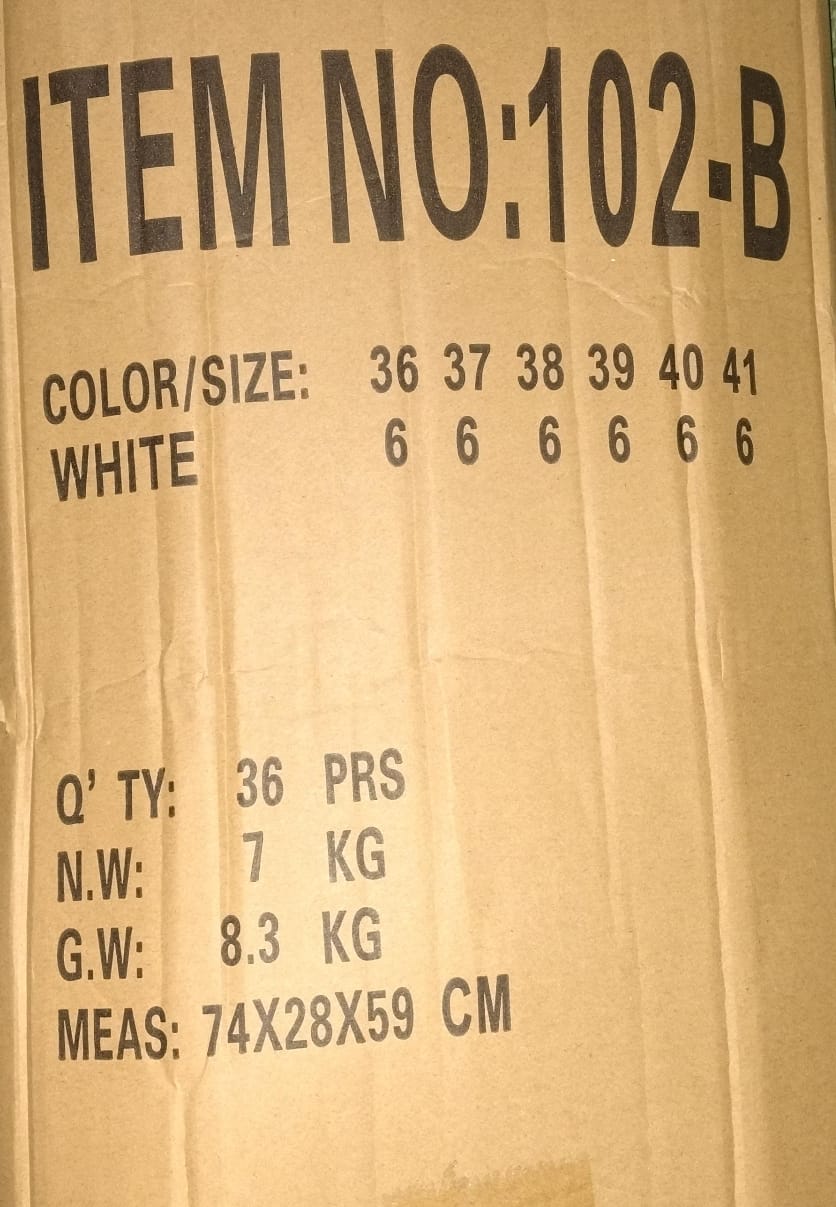 ITEM NO:102-B
COLOR/SIZE: 36 37 38 39 40 41
WHITE 6 6 6 6 6 6
Q' TY: 36 PRS
N.W: 7 KG
G.W: 8.3 KG
MEAS: 74X28X59 CM